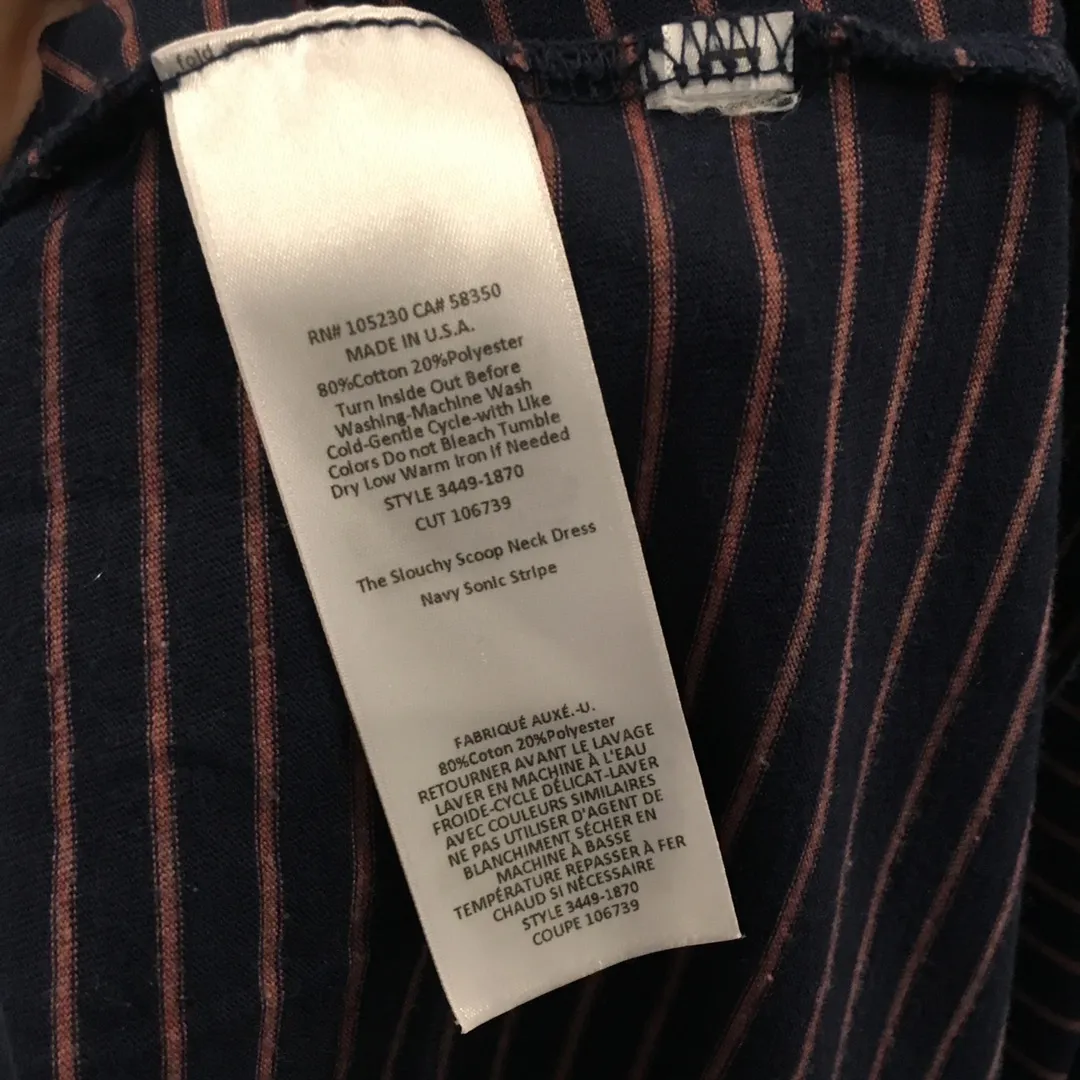 fold
RN# 105230 CA# 58350
MADE IN U.S.A.
80%Cotton 20%Polyester
Turn Inside Out Before
Washing-Machine Wash
Cold-Gentle Cycle-with Like
Colors Do not Bleach Tumble
Dry Low Warm Iron If Needed
STYLE 3449-1870
CUT 106739
The Slouchy Scoop Neck Dress
Navy Sonic Stripe
FABRIQUÉ AUXÉ.-U.
80%Coton 20%Polyester
RETOURNER AVANT LE LAVAGE
LAVER EN MACHINE À L'EAU
FROIDE-CYCLE DÉLICAT-LAVER
AVEC COULEURS SIMILAIRES
NE PAS UTILISER D'AGENT DE
BLANCHIMENT SÉCHER EN
MACHINE À BASSE
TEMPÉRATURE REPASSER À FER
CHAUD SI NÉCESSAIRE
STYLE 3449-1870
COUPE 106739